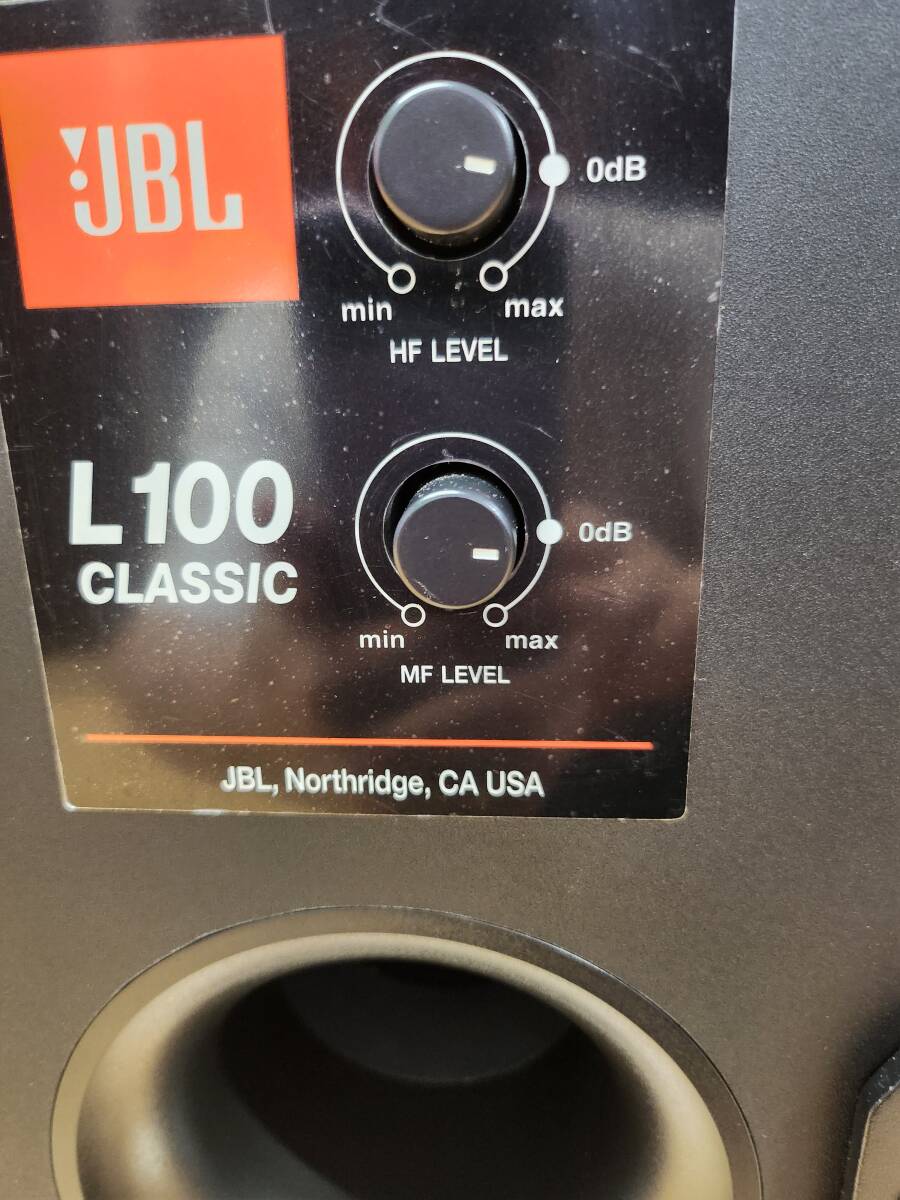 JBL
0dB
min
max
HF LEVEL
L100
CLASSIC
0dB
min
max
MF LEVEL
JBL, Northridge, CA USA